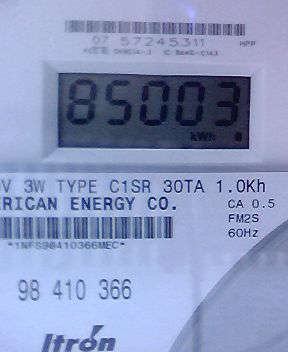 07 57245311 HPP
85003
kWh
V 3W TYPE C1SR 30TA 1.0Kh
RICAN ENERGY CO. CA 0.5
FM2S
60Hz
*1NFS98410366MEC*
98 410 366
Itron